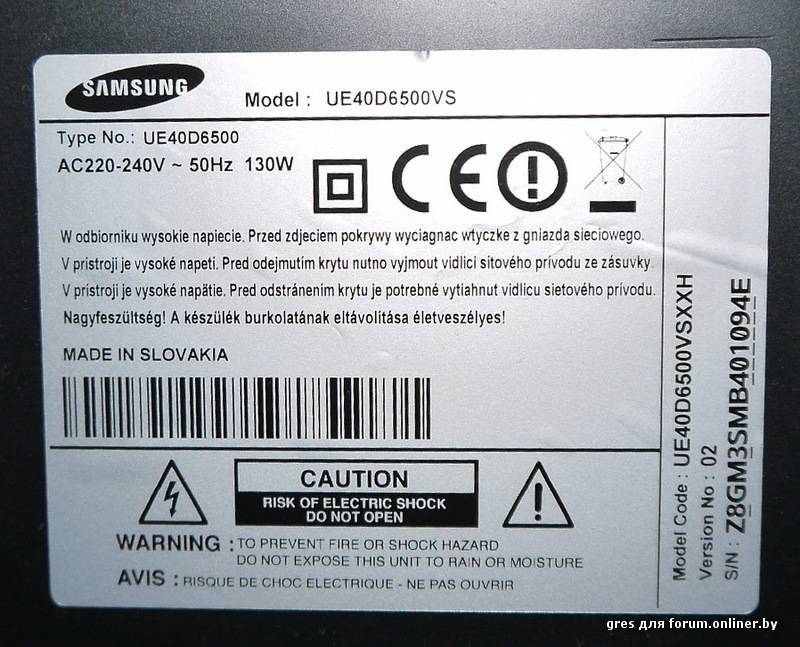 SAMSUNG
Model : UE40D6500VS
Type No.: UE40D6500
AC220-240V ~ 50Hz 130W
CE
W odbiorniku wysokie napiecie. Przed zdjeciem pokrywy wyciagnac wtyczke z gniazda sieciowego.
V pristroji je vysoké napeti. Pred odejmutím krytu nutno vyjmout vidlici sítového prívodu ze zásuvky.
V prístroji je vysoké napätie. Pred odstránením krytu je potrebné vytiahnut vidlicu sietového prívodu.
Nagyfeszültség! A készülék burkolatának eltávolítása életveszélyes!
MADE IN SLOVAKIA
CAUTION
RISK OF ELECTRIC SHOCK
DO NOT OPEN
WARNING : TO PREVENT FIRE OR SHOCK HAZARD
DO NOT EXPOSE THIS UNIT TO RAIN OR MOISTURE
AVIS : RISQUE DE CHOC ELECTRIQUE - NE PAS OUVRIR
Model Code : UE40D6500VSXXH
Version No : 02
S/N : Z8GM3SMB401094E
gres для forum.onliner.by